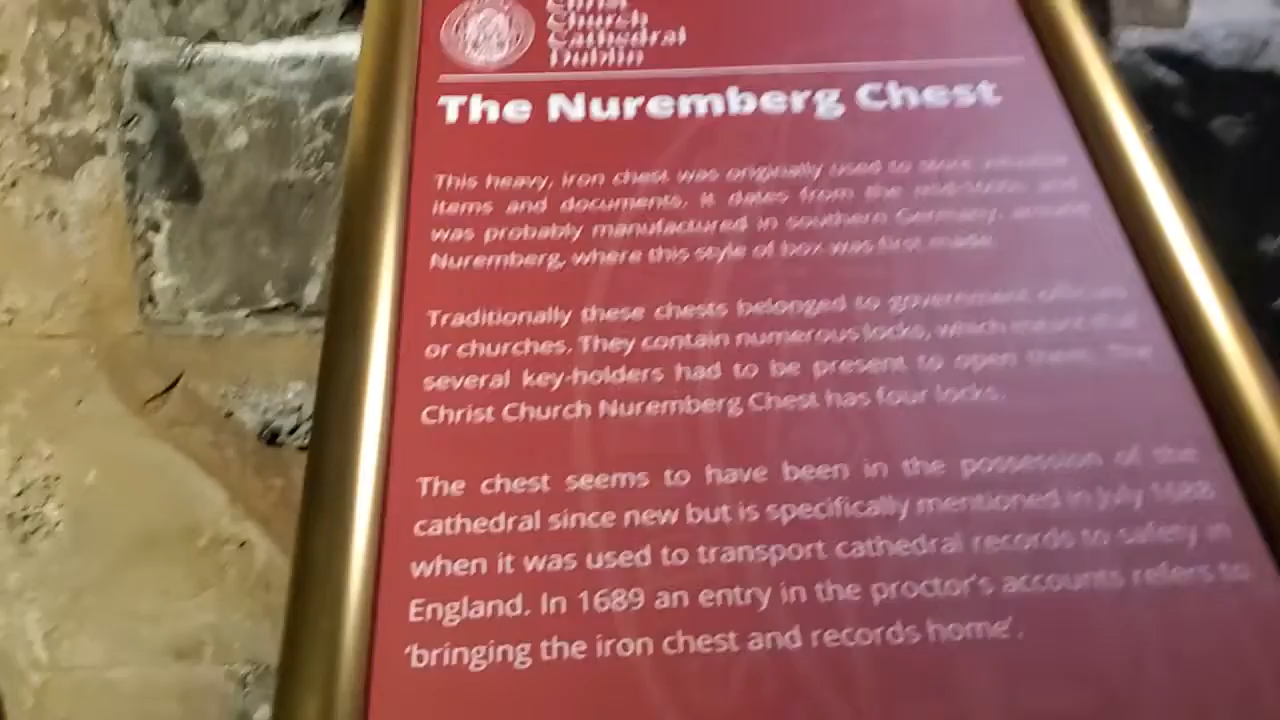 Christ
Church
Cathedral
Dublin
The Nuremberg Chest
This heavy, iron chest was originally used to store
items and documents. It dates from the and
was probably manufactured in southern Germany, around
Nuremberg, where this style of box was first made.
Traditionally these chests belonged to government officials
or churches. They contain numerous locks, which meant that
several key-holders had to be present to open them. The
Christ Church Nuremberg Chest has four locks.
The chest seems to have been in the possession of the
cathedral since new but is specifically mentioned in July 1688
when it was used to transport cathedral records to safety in
England. In 1689 an entry in the proctor's accounts refers to
‘bringing the iron chest and records home’.